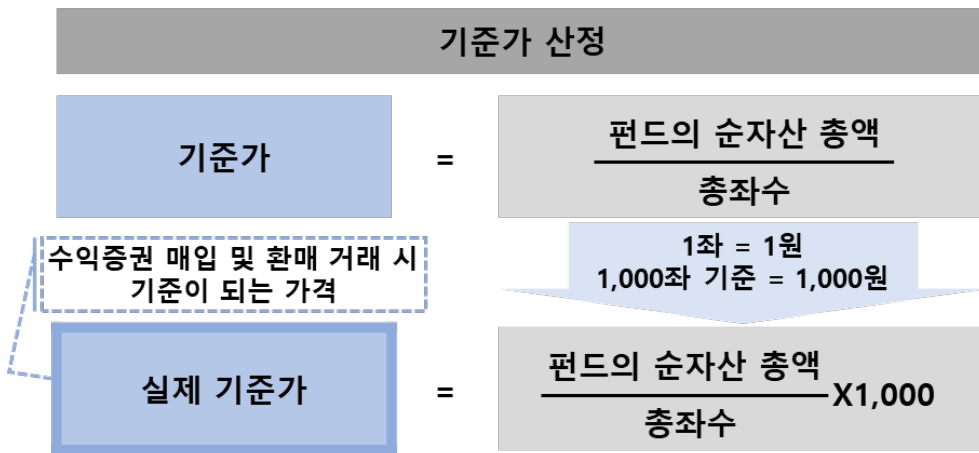 기준가 산정
기준가
=
펀드의 순자산 총액
총좌수
수익증권 매입 및 환매 거래 시
기준이 되는 가격
1좌 = 1원
1,000좌 기준 = 1,000원
실제 기준가
=
펀드의 순자산 총액
총좌수
X1,000